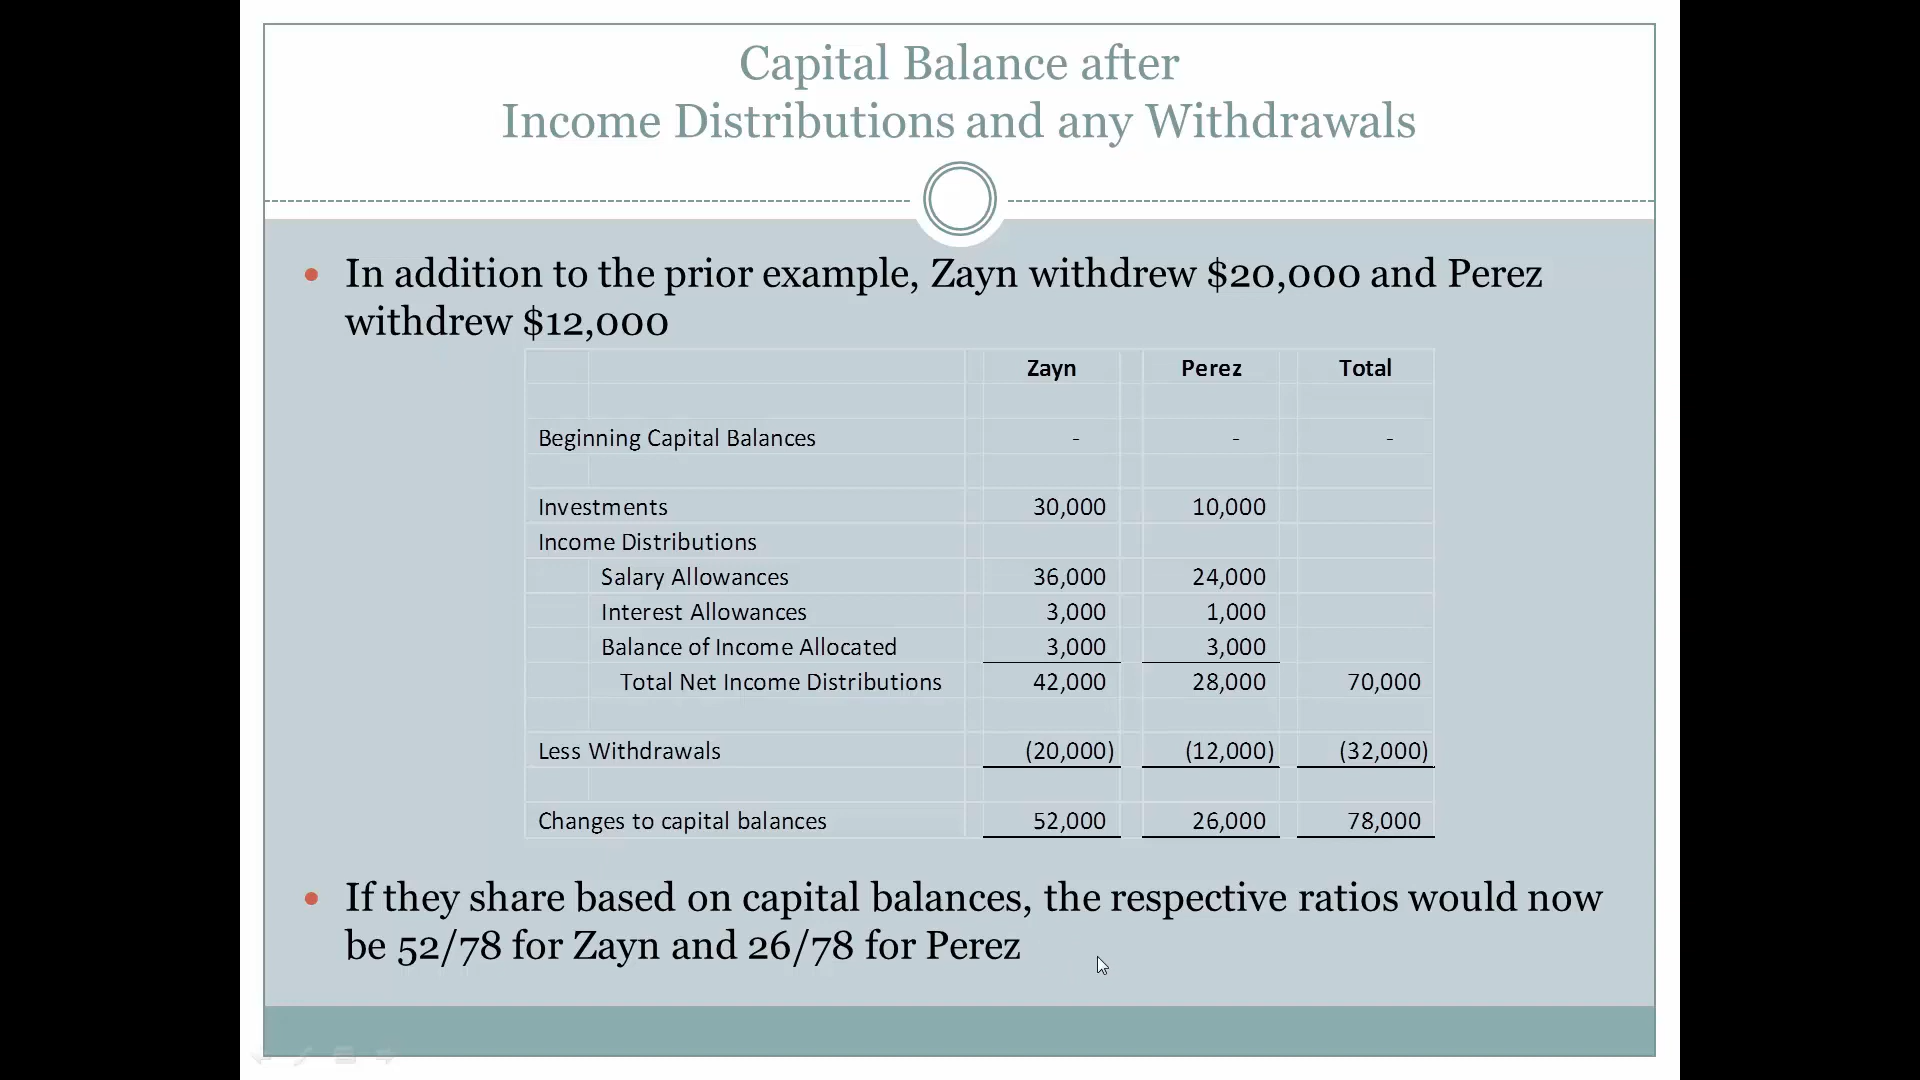 Capital Balance after
Income Distributions and any Withdrawals
• In addition to the prior example, Zayn withdrew $20,000 and Perez
withdrew $12,000
Zayn Perez Total
Beginning Capital Balances - - -
Investments 30,000 10,000
Income Distributions
Salary Allowances 36,000 24,000
Interest Allowances 3,000 1,000
Balance of Income Allocated 3,000 3,000
Total Net Income Distributions 42,000 28,000 70,000
Less Withdrawals (20,000) (12,000) (32,000)
Changes to capital balances 52,000 26,000 78,000
• If they share based on capital balances, the respective ratios would now
be 52/78 for Zayn and 26/78 for Perez